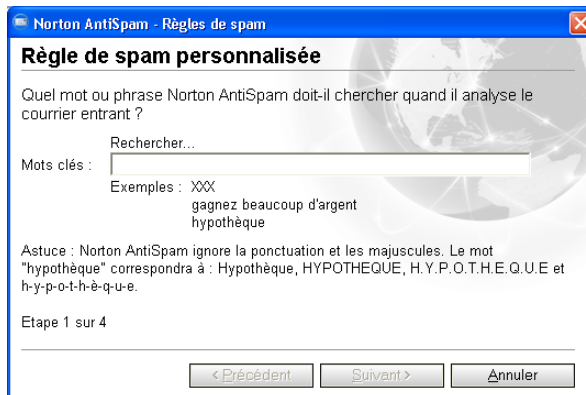 Norton AntiSpam - Règles de spam
Règle de spam personnalisée
Quel mot ou phrase Norton AntiSpam doit-il chercher quand il analyse le
courrier entrant ?
Rechercher...
Mots clés :
Exemples : XXX
gagnez beaucoup d'argent
hypothèque
Astuce : Norton AntiSpam ignore la ponctuation et les majuscules. Le mot
"hypothèque" correspondra à : Hypothèque, HYPOTHEQUE, H.Y.P.O.T.H.E.Q.U.E et
h-y-p-o-t-h-è-q-u-e.
Etape 1 sur 4
< Précédent Suivant > Annuler